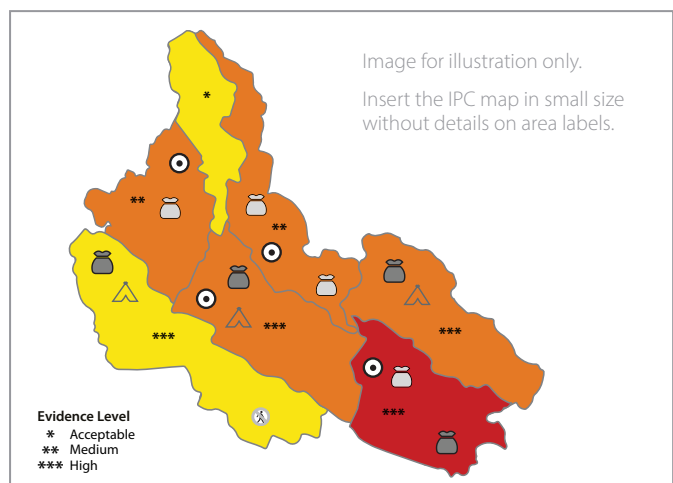 Image for illustration only.
Insert the IPC map in small size
without details on area labels.
*
**
**
***
***
***
***
Evidence Level
* Acceptable
** Medium
*** High